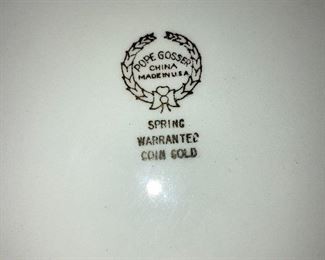 POPE GOSSER
CHINA
MADE IN U.S.A
SPRING
WARRANTED
COIN GOLD